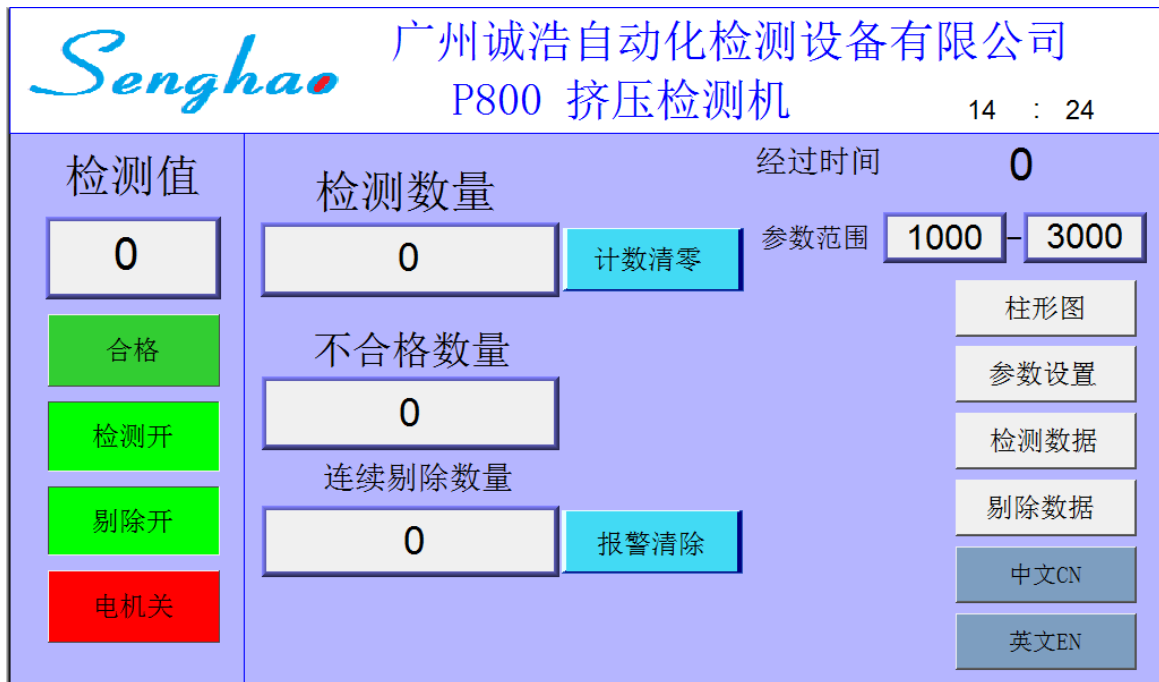 Senghao
广州诚浩自动化检测设备有限公司
P800 挤压检测机
14 : 24
检测值
0
合格
检测开
剔除开
电机关
检测数量
0
计数清零
不合格数量
0
连续剔除数量
0
报警清除
经过时间 0
参数范围 1000 – 3000
柱形图
参数设置
检测数据
剔除数据
中文CN
英文EN